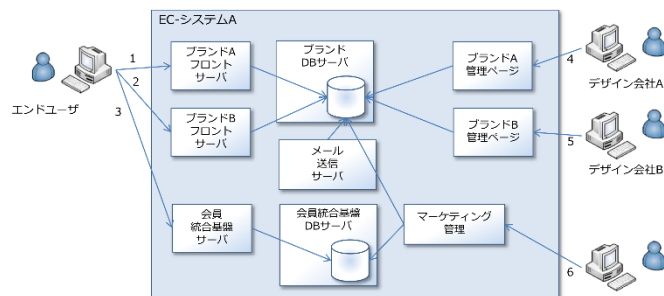 EC-システムA
1
2
3
エンドユーザ
ブランドA
フロント
サーバ
ブランドB
フロント
サーバ
会員
統合基盤
サーバ
ブランド
DBサーバ
メール
送信
サーバ
会員統合基盤
DBサーバ
ブランドA
管理ページ
ブランドB
管理ページ
マーケティング
管理
4
デザイン会社A
5
デザイン会社B
6